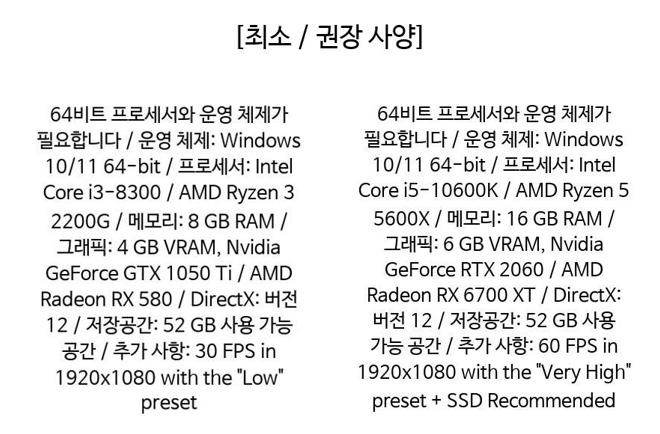 [최소 / 권장 사양]
64비트 프로세서와 운영 체제가
필요합니다 / 운영 체제: Windows
10/11 64-bit / 프로세서: Intel
Core i3-8300 / AMD Ryzen 3
2200G / 메모리: 8 GB RAM /
그래픽: 4 GB VRAM, Nvidia
GeForce GTX 1050 Ti / AMD
Radeon RX 580 / DirectX: 버전
12 / 저장공간: 52 GB 사용 가능
공간 / 추가 사항: 30 FPS in
1920x1080 with the "Low"
preset
64비트 프로세서와 운영 체제가
필요합니다 / 운영 체제: Windows
10/11 64-bit / 프로세서: Intel
Core i5-10600K / AMD Ryzen 5
5600X / 메모리: 16 GB RAM /
그래픽: 6 GB VRAM, Nvidia
GeForce RTX 2060 / AMD
Radeon RX 6700 XT / DirectX:
버전 12 / 저장공간: 52 GB 사용
가능 공간 / 추가 사항: 60 FPS in
1920x1080 with the "Very High"
preset + SSD Recommended